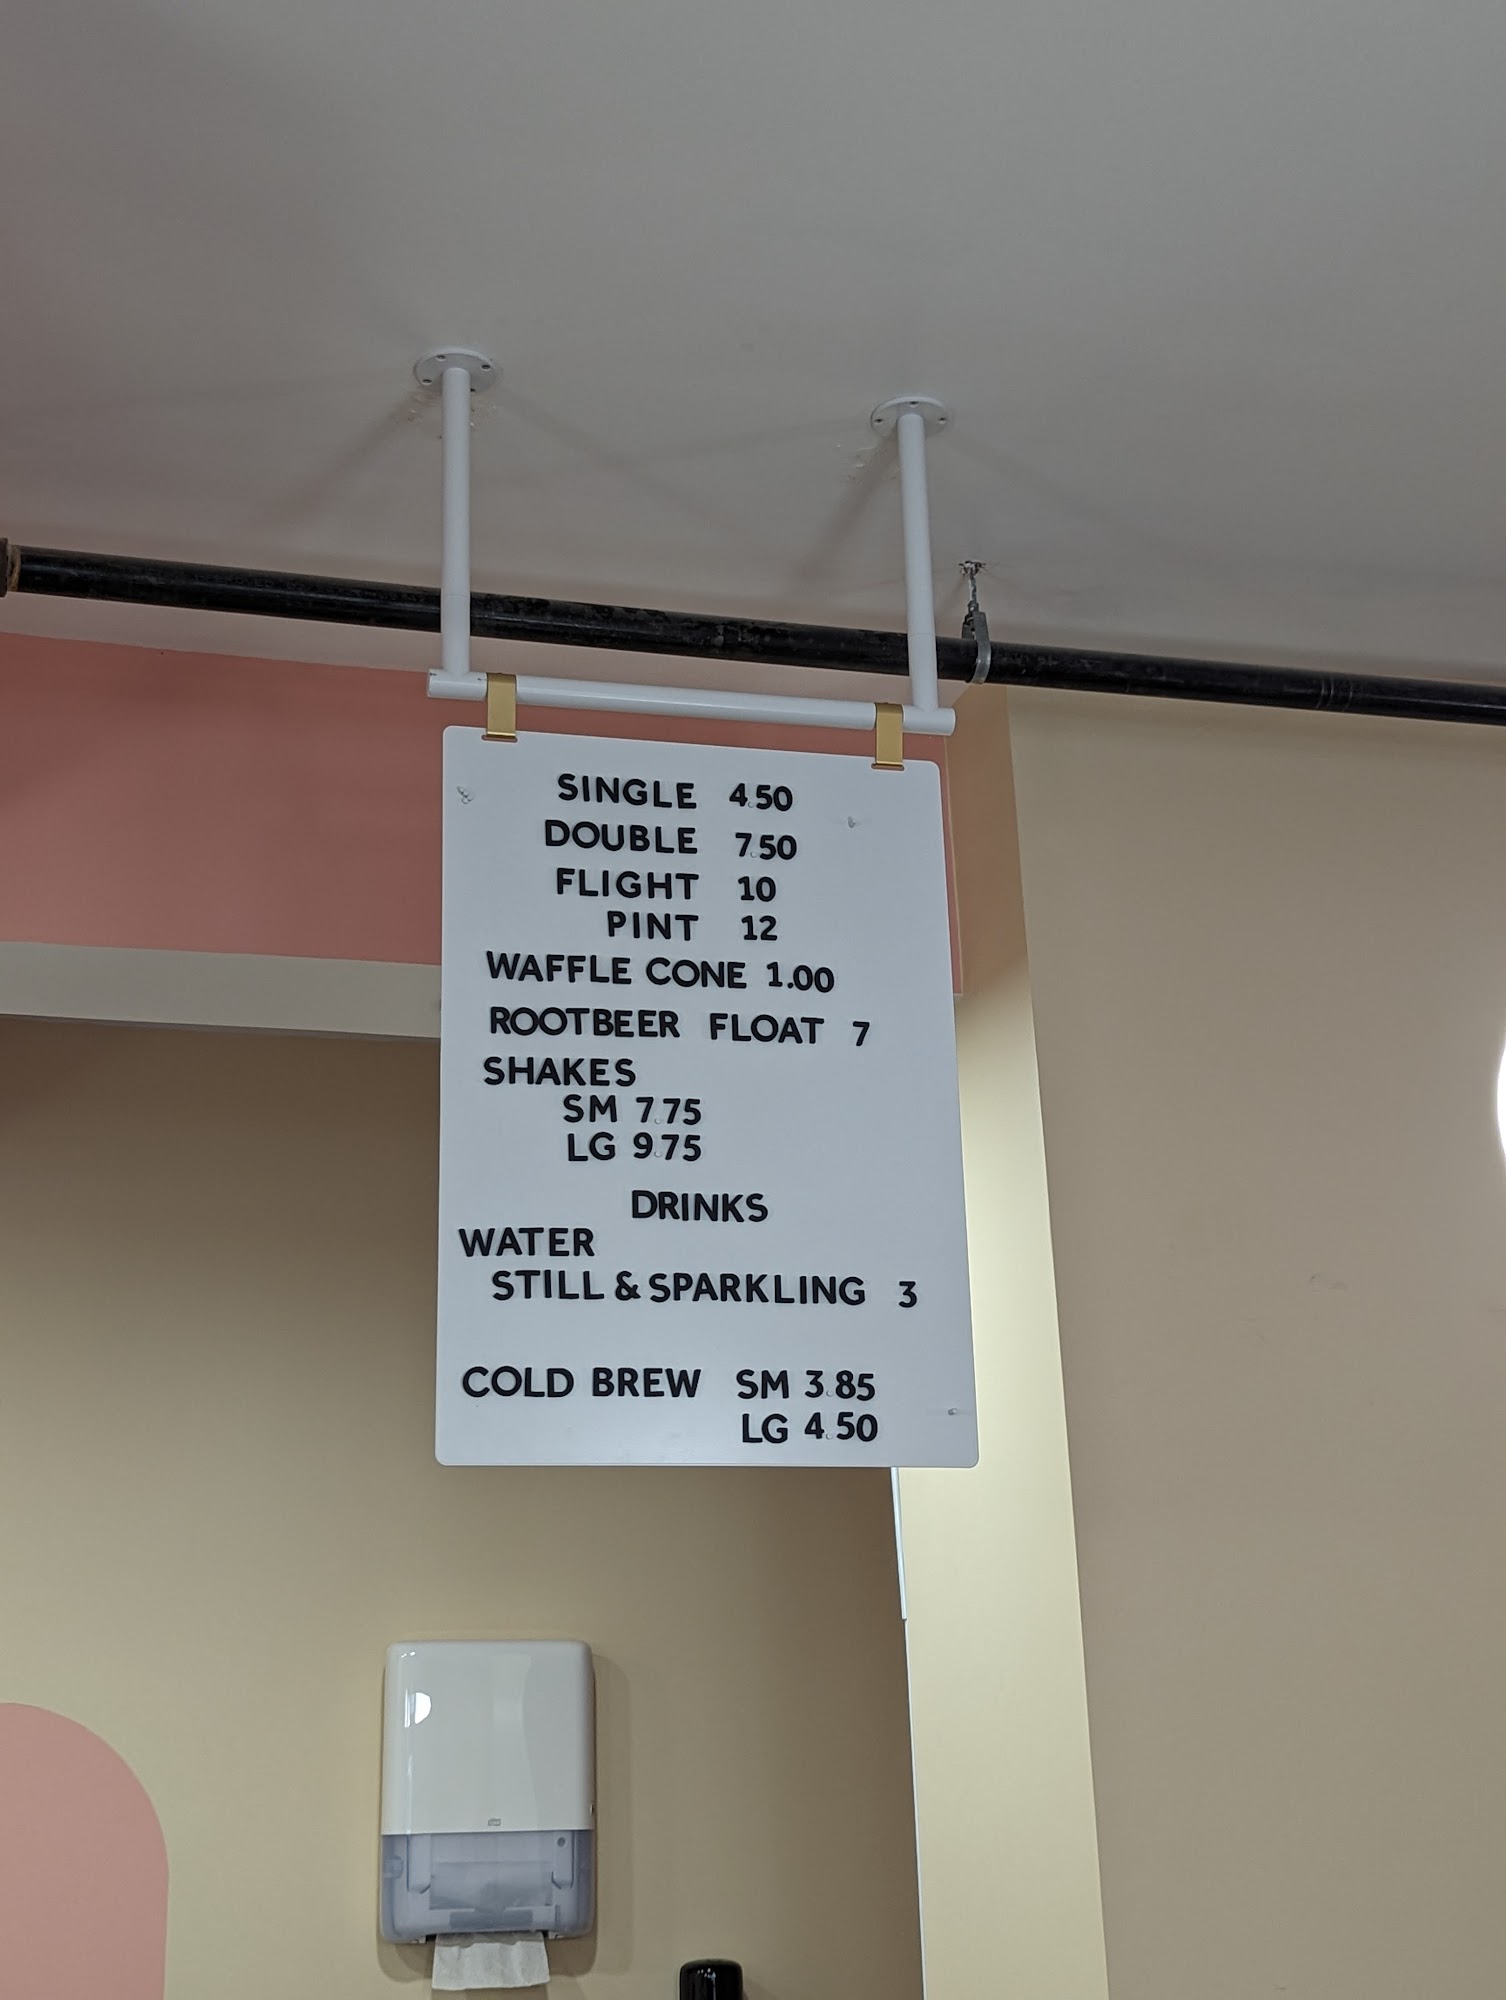 SINGLE 4.50
DOUBLE 7.50
FLIGHT 10
PINT 12
WAFFLE CONE 1.00
ROOTBEER FLOAT 7
SHAKES
SM 7.75
LG 9.75
DRINKS
WATER
STILL & SPARKLING 3
COLD BREW SM 3.85
LG 4.50